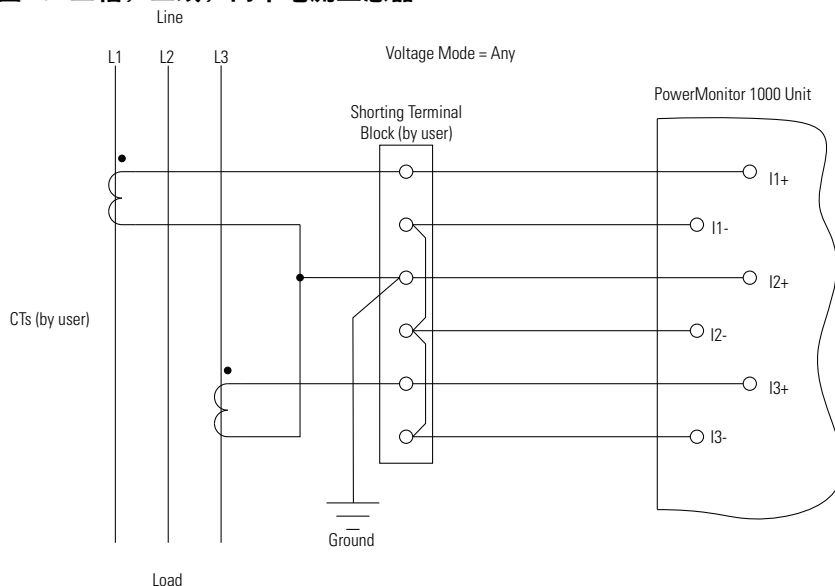 Line
L1 L2 L3
Voltage Mode = Any
PowerMonitor 1000 Unit
Shorting Terminal
Block (by user)
I1+
I1-
I2+
CTs (by user)
I2-
I3+
I3-
Ground
Load